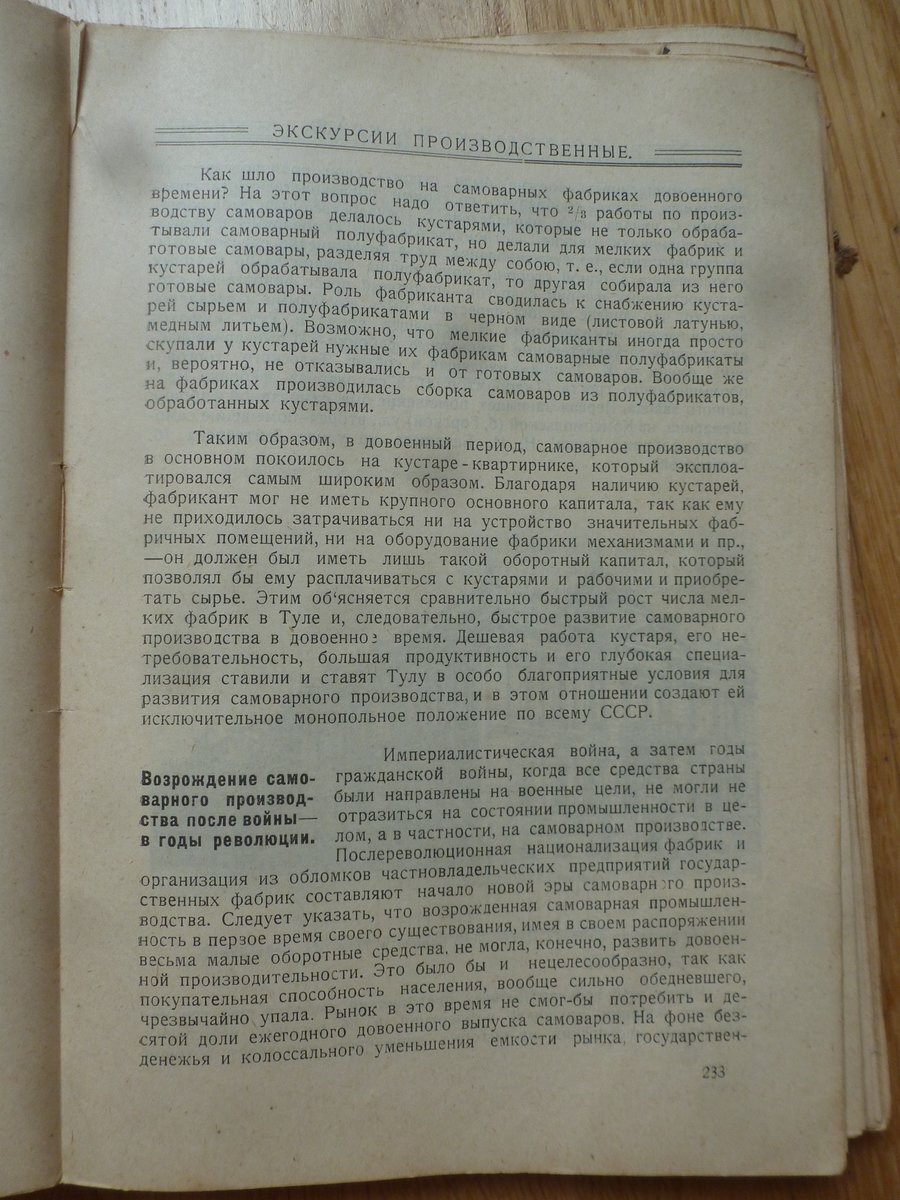 ЭКСКУРСИИ ПРОИЗВОДСТВЕННЫЕ.
Как шло производство на самоварных фабриках довоенного
времени? На этот вопрос надо ответить, что 2/3 работы по произ-
водству самоваров делалось кустарями, которые не только обраба-
тывали самоварный полуфабрикат, но делали для мелких фабрик и
готовые самовары, разделяя труд между собою, т. е., если одна группа
кустарей обрабатывала полуфабрикат, то другая собирала из него
готовые самовары. Роль фабриканта сводилась к снабжению куста-
рей сырьем и полуфабрикатами в черном виде (листовой латунью,
медным литьем). Возможно, что мелкие фабриканты иногда просто
скупали у кустарей нужные их фабрикам самоварные полуфабрикаты
и, вероятно, не отказывались и от готовых самоваров. Вообще же
на фабриках производилась сборка самоваров из полуфабрикатов,
обработанных кустарями.
Таким образом, в довоенный период, самоварное производство
в основном покоилось на кустаре-квартирнике, который эксплоа-
тировался самым широким образом. Благодаря наличию кустарей,
фабрикант мог не иметь крупного основного капитала, так как ему
не приходилось затрачиваться ни на устройство значительных фаб-
ричных помещений, ни на оборудование фабрики механизмами и пр.,
—он должен был иметь лишь такой оборотный капитал, который
позволял бы ему расплачиваться с кустарями и рабочими и приобре-
тать сырье. Этим об‘ясняется сравнительно быстрый рост числа мел-
ких фабрик в Туле и, следовательно, быстрое развитие самоварного
производства в довоенное время. Дешевая работа кустаря, его не-
требовательность, большая продуктивность и его глубокая специа-
лизация ставили и ставят Тулу в особо благоприятные условия для
развития самоварного производства, и в этом отношении создают ей
исключительное монопольное положение по всему СССР.
Возрождение само-
варного производ-
ства после войны—
в годы революции.
Империалистическая война, а затем годы
гражданской войны, когда все средства страны
были направлены на военные цели, не могли не
отразиться на состоянии промышленности в це-
лом, а в частности, на самоварном производстве.
Послереволюционная национализация фабрик и
организация из обломков частновладельческих предприятий государ-
ственных фабрик составляют начало новой эры самоварного произ-
водства. Следует указать, что возрожденная самоварная промышлен-
ность в первое время своего существования, имея в своем распоряжении
весьма малые оборотные средства, не могла, конечно, развить довоен-
ной производительности. Это было бы и нецелесообразно, так как
покупательная способность населения, вообще сильно обедневшего,
чрезвычайно упала. Рынок в это время не смог-бы потребить и де-
сятой доли ежегодного довоенного выпуска самоваров. На фоне без-
денежья и колоссального уменьшения емкости рынка, государствен-
233